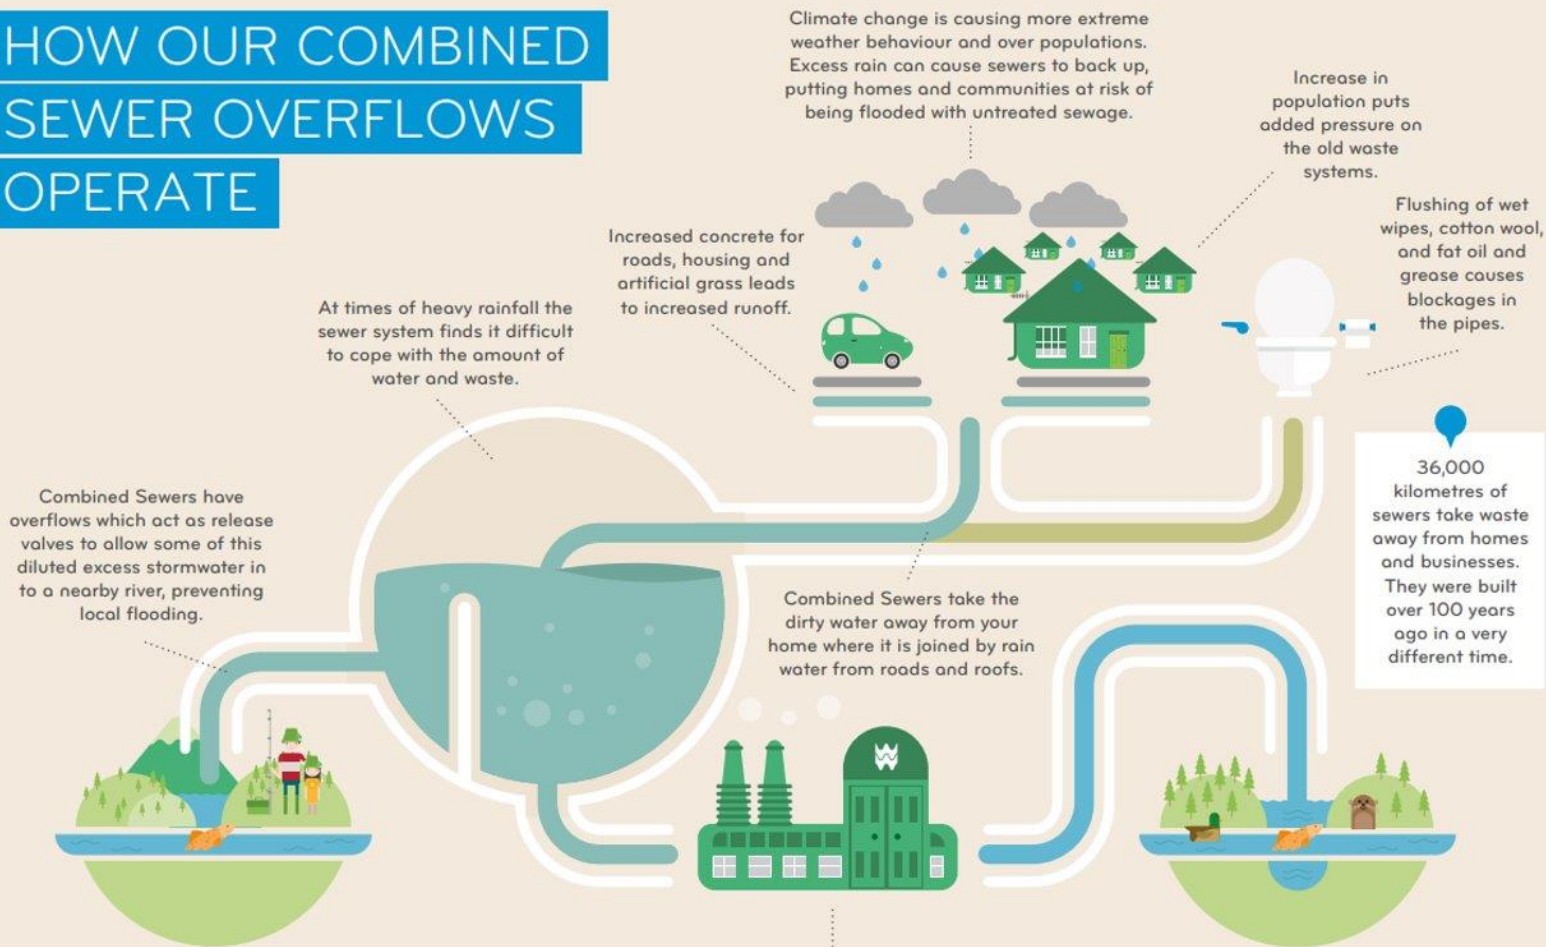 HOW OUR COMBINED
SEWER OVERFLOWS
OPERATE
Climate change is causing more extreme
weather behaviour and over populations.
Excess rain can cause sewers to back up,
putting homes and communities at risk of
being flooded with untreated sewage.
Increase in
population puts
added pressure on
the old waste
systems.
Flushing of wet
wipes, cotton wool,
and fat oil and
grease causes
blockages in
the pipes.
Increased concrete for
roads, housing and
artificial grass leads
to increased runoff.
At times of heavy rainfall the
sewer system finds it difficult
to cope with the amount of
water and waste.
Combined Sewers have
overflows which act as release
valves to allow some of this
diluted excess stormwater in
to a nearby river, preventing
local flooding.
36,000
kilometres of
sewers take waste
away from homes
and businesses.
They were built
over 100 years
ago in a very
different time.
Combined Sewers take the
dirty water away from your
home where it is joined by rain
water from roads and roofs.